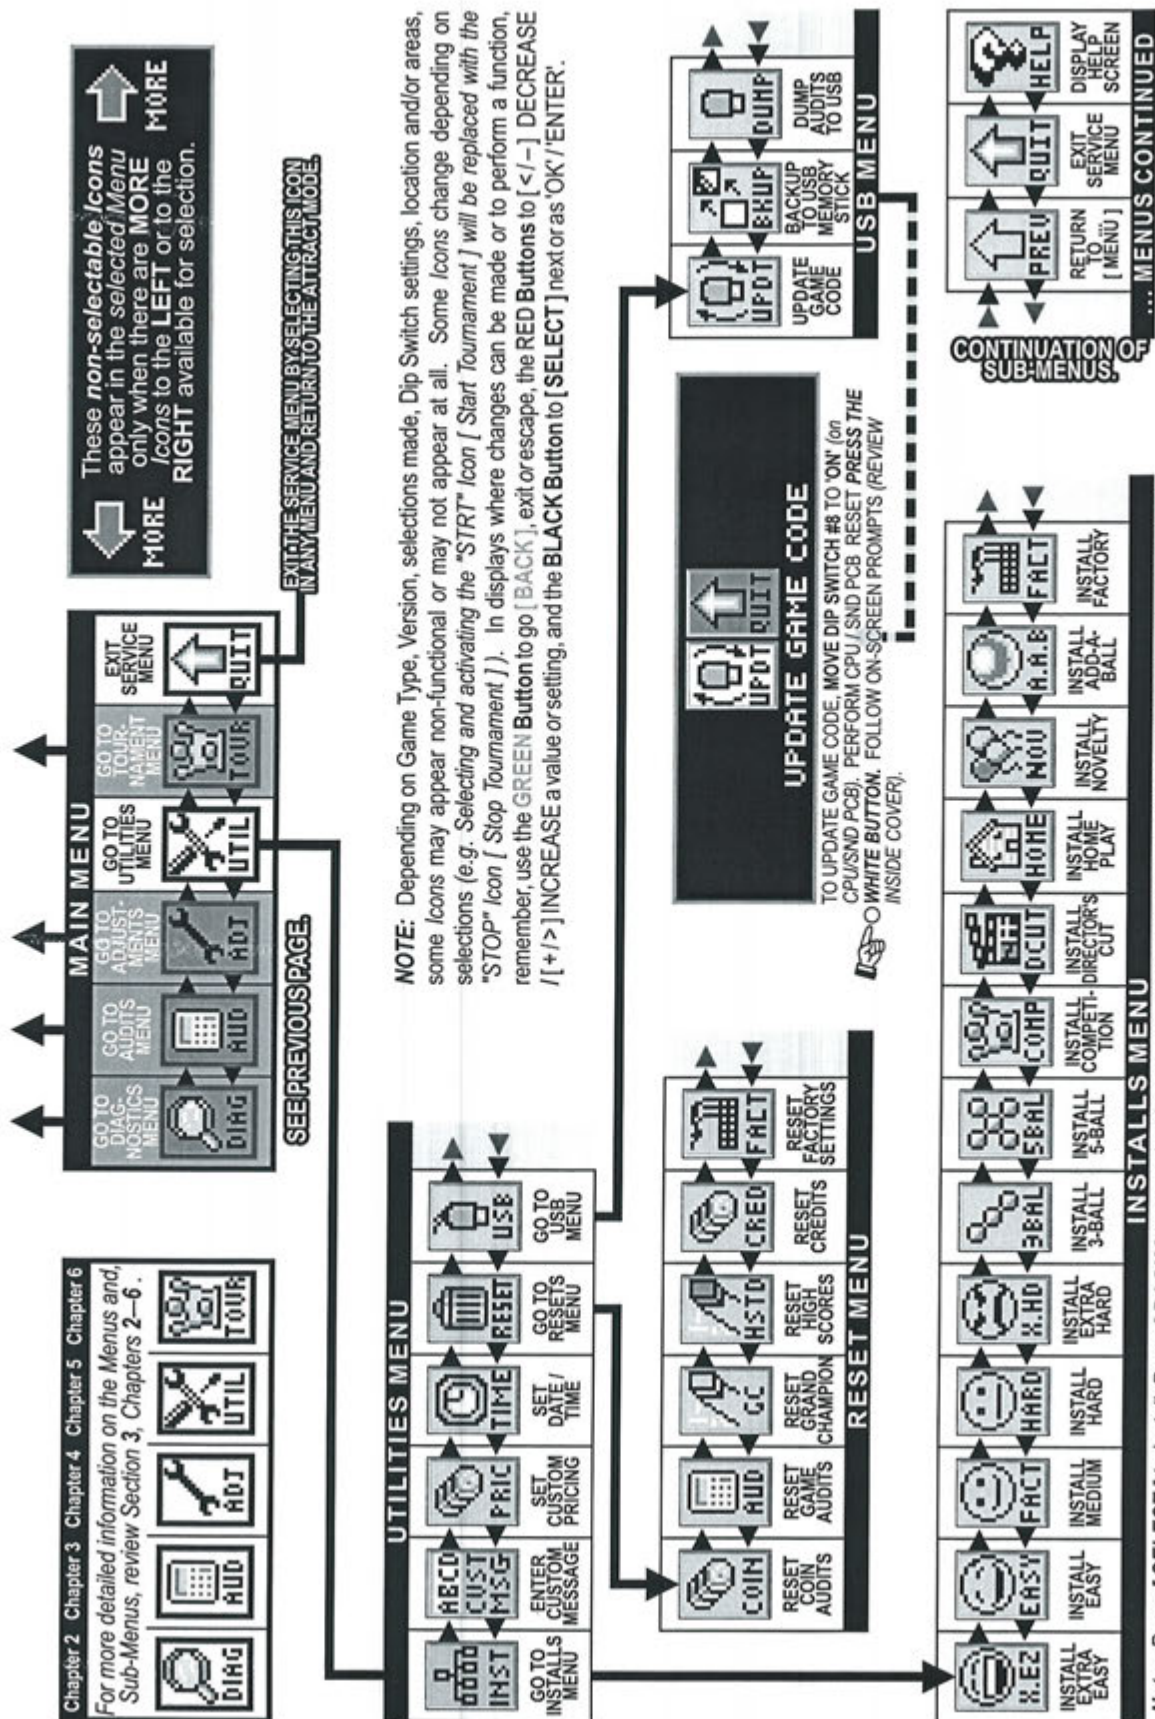 Chapter 2 Chapter 3 Chapter 4 Chapter 5 Chapter 6
For more detailed information on the Menus and,
Sub-Menus, review Section 3, Chapters 2–6 .
DIAG
AUD
ADJ
UTIL
TOUR
MAIN MENU
GO TO
DIAG-
NOSTICS
MENU
DIAG
GO TO
AUDITS
MENU
AUD
GO TO
ADJUST-
MENTS
MENU
ADJ
GO TO
UTILITIES
MENU
UTIL
GO TO
TOUR-
NAMENT
MENU
TOUR
EXIT
SERVICE
MENU
QUIT
SEE PREVIOUS PAGE.
EXIT THE SERVICE MENU BY SELECTING THIS ICON
IN ANY MENU AND RETURN TO THE ATTRACT MODE.
MORE
These non-selectable Icons
appear in the selected Menu
only when there are MORE
Icons to the LEFT or to the
RIGHT available for selection.
MORE
NOTE: Depending on Game Type, Version, selections made, Dip Switch settings, location and/or areas,
some Icons may appear non-functional or may not appear at all. Some Icons change depending on
selections (e.g. Selecting and activating the "STRT" Icon [ Start Tournament ] will be replaced with the
"STOP" Icon [ Stop Tournament ] ). In displays where changes can be made or to perform a function,
remember, use the GREEN Button to go [ BACK ], exit or escape, the RED Buttons to [ < / – ] DECREASE
/ [ + / > ] INCREASE a value or setting, and the BLACK Button to [ SELECT ] next or as 'OK' / 'ENTER'.
UTILITIES MENU
INST
GO TO
INSTALLS
MENU
ABCD
CUST
MSG
ENTER
CUSTOM
MESSAGE
PRIC
SET
CUSTOM
PRICING
TIME
SET
DATE /
TIME
RESET
GO TO
RESETS
MENU
USB
GO TO
USB
MENU
COIN
RESET
COIN
AUDITS
AUD
RESET
GAME
AUDITS
GC
RESET
GRAND
CHAMPION
HSTD
RESET
HIGH
SCORES
CRED
RESET
CREDITS
FACT
RESET
FACTORY
SETTINGS
RESET MENU
UPDT
QUIT
UPDATE GAME CODE
TO UPDATE GAME CODE, MOVE DIP SWITCH #8 TO 'ON' (on
CPU/SND PCB). PERFORM CPU / SND PCB RESET PRESS THE
WHITE BUTTON. FOLLOW ON-SCREEN PROMPTS (REVIEW
INSIDE COVER).
UPDT
UPDATE
GAME
CODE
BKUP
BACKUP
TO USB
MEMORY
STICK
DUMP
DUMP
AUDITS
TO USB
USB MENU
X.EZ
INSTALL
EXTRA
EASY
EASY
INSTALL
EASY
FACT
INSTALL
MEDIUM
HARD
INSTALL
HARD
X.HD
INSTALL
EXTRA
HARD
3BAL
INSTALL
3-BALL
5BAL
INSTALL
5-BALL
COMP
INSTALL
COMPETI-
TION
DCUT
INSTALL
DIRECTOR'S
CUT
HOME
INSTALL
HOME
PLAY
NOV
INSTALL
NOVELTY
A.A.B
INSTALL
ADD-A-
BALL
FACT
INSTALL
FACTORY
INSTALLS MENU
CONTINUATION OF
SUB-MENUS.
PREV
RETURN
TO ...
[ MENU ]
QUIT
EXIT
SERVICE
MENU
HELP
DISPLAY
HELP
SCREEN
... MENUS CONTINUED